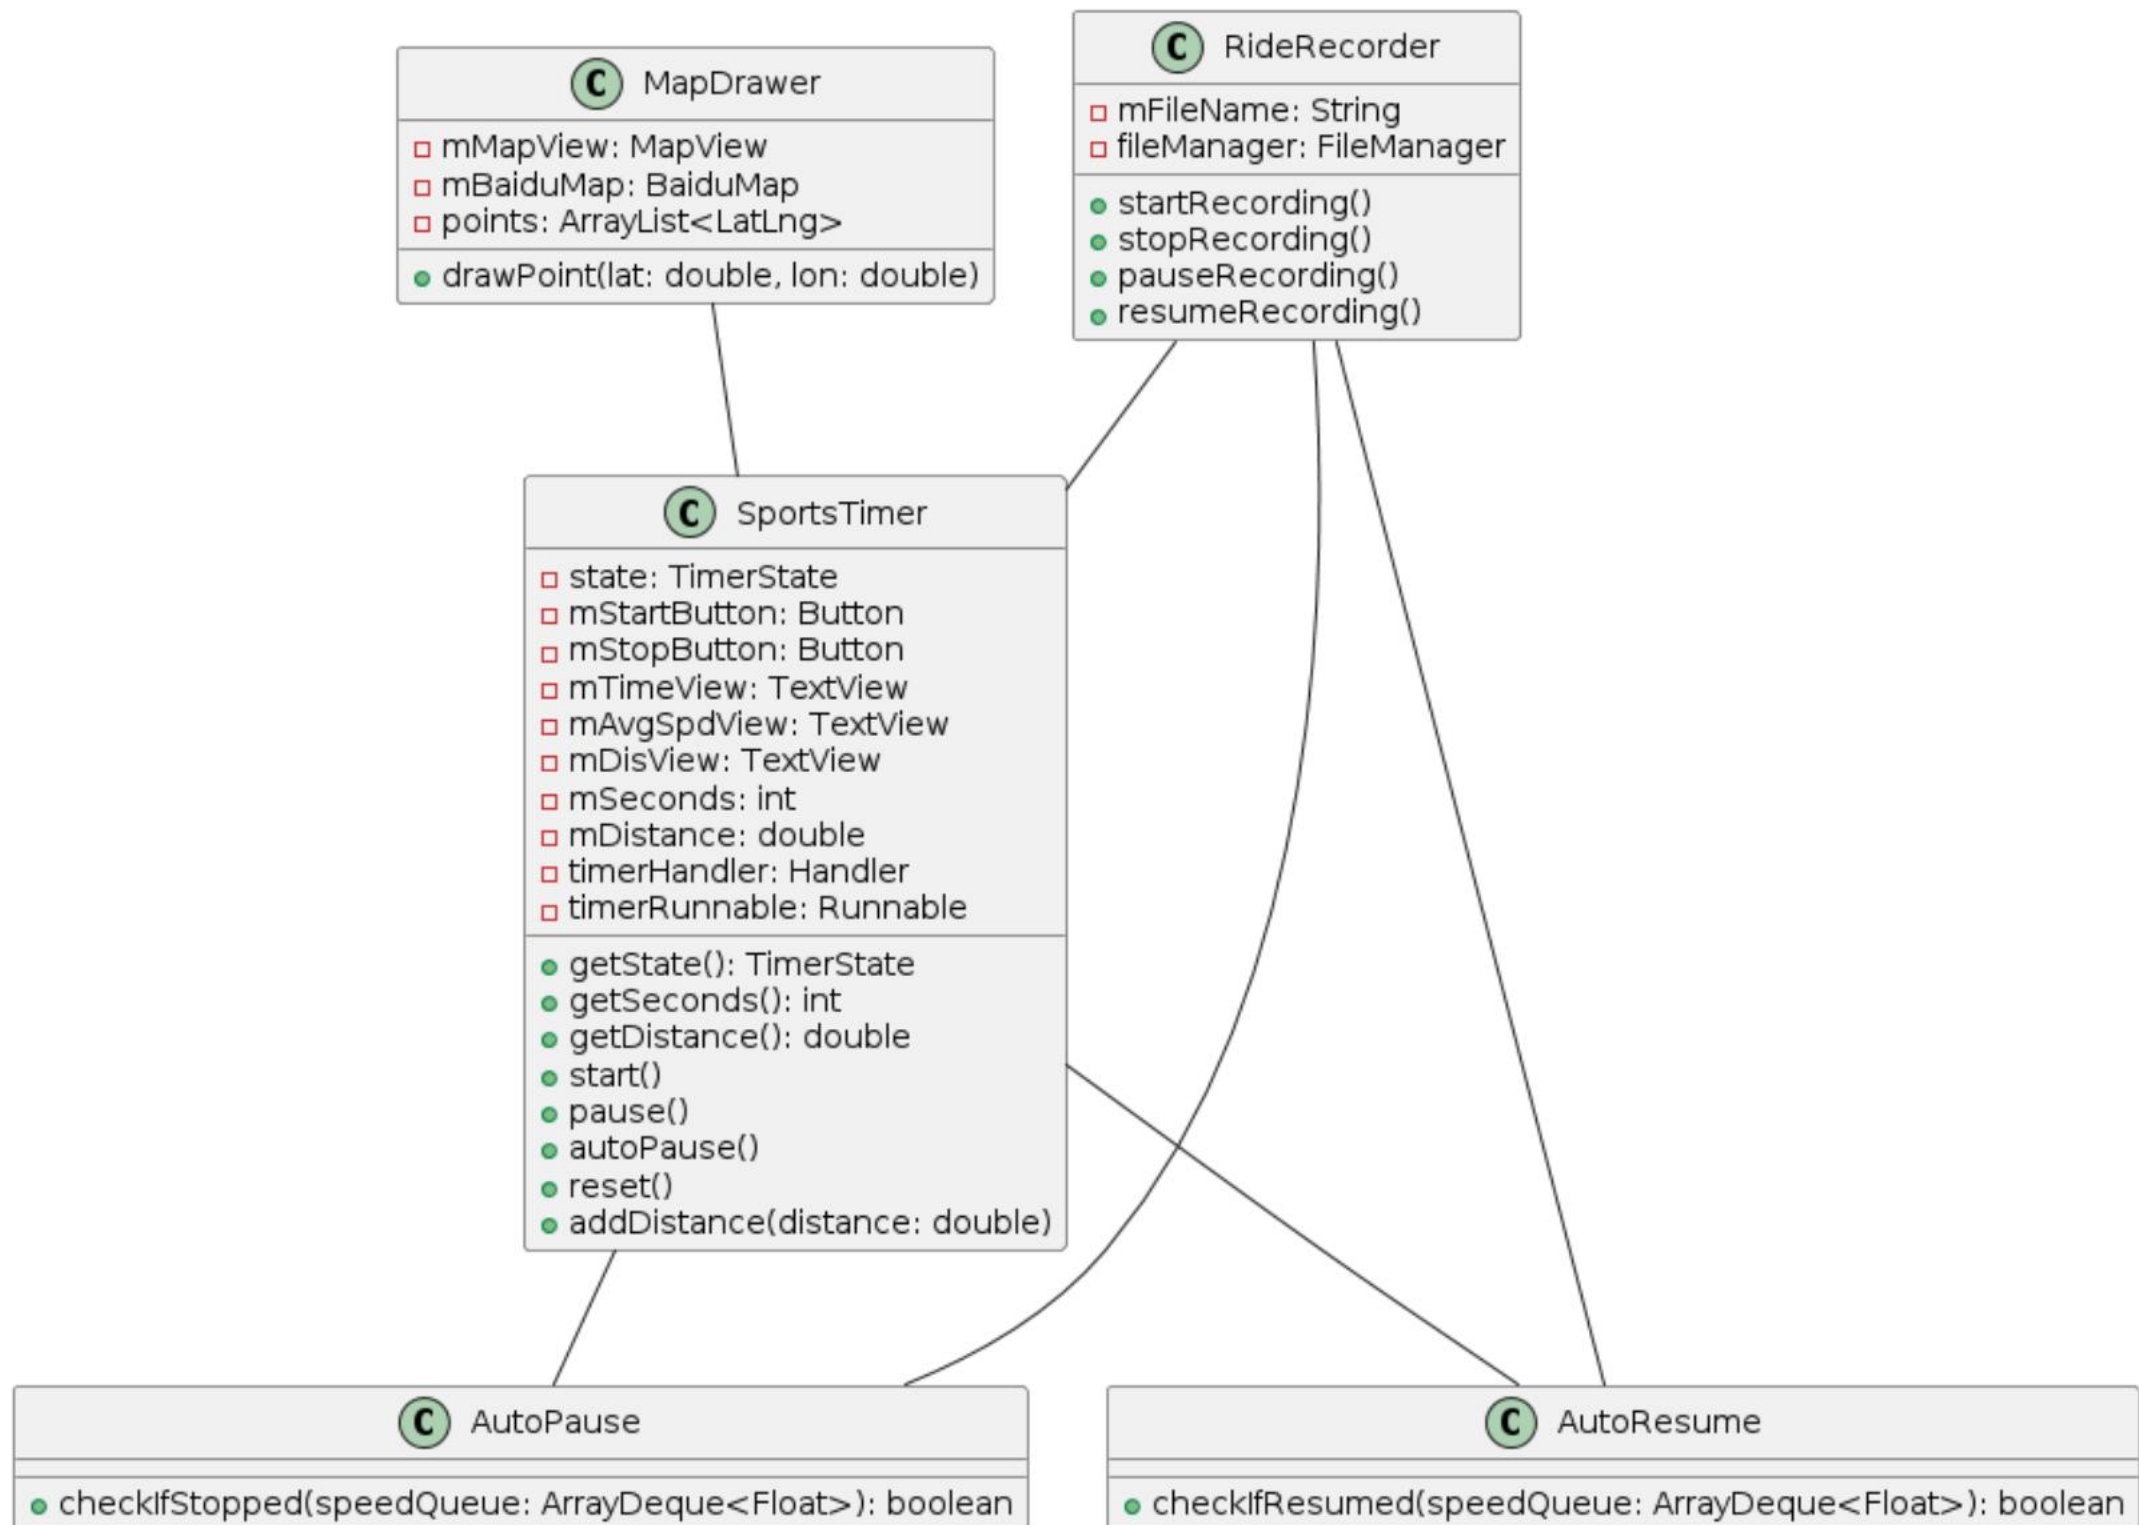 C MapDrawer
mMapView: MapView
mBaiduMap: BaiduMap
points: ArrayList<LatLng>
drawPoint(lat: double, lon: double)
C RideRecorder
mFileName: String
fileManager: FileManager
startRecording()
stopRecording()
pauseRecording()
resumeRecording()
C SportsTimer
state: TimerState
mStartButton: Button
mStopButton: Button
mTimeView: TextView
mAvgSpdView: TextView
mDisView: TextView
mSeconds: int
mDistance: double
timerHandler: Handler
timerRunnable: Runnable
getState(): TimerState
getSeconds(): int
getDistance(): double
start()
pause()
autoPause()
reset()
addDistance(distance: double)
C AutoPause
checkIfStopped(speedQueue: ArrayDeque<Float>): boolean
C AutoResume
checkIfResumed(speedQueue: ArrayDeque<Float>): boolean